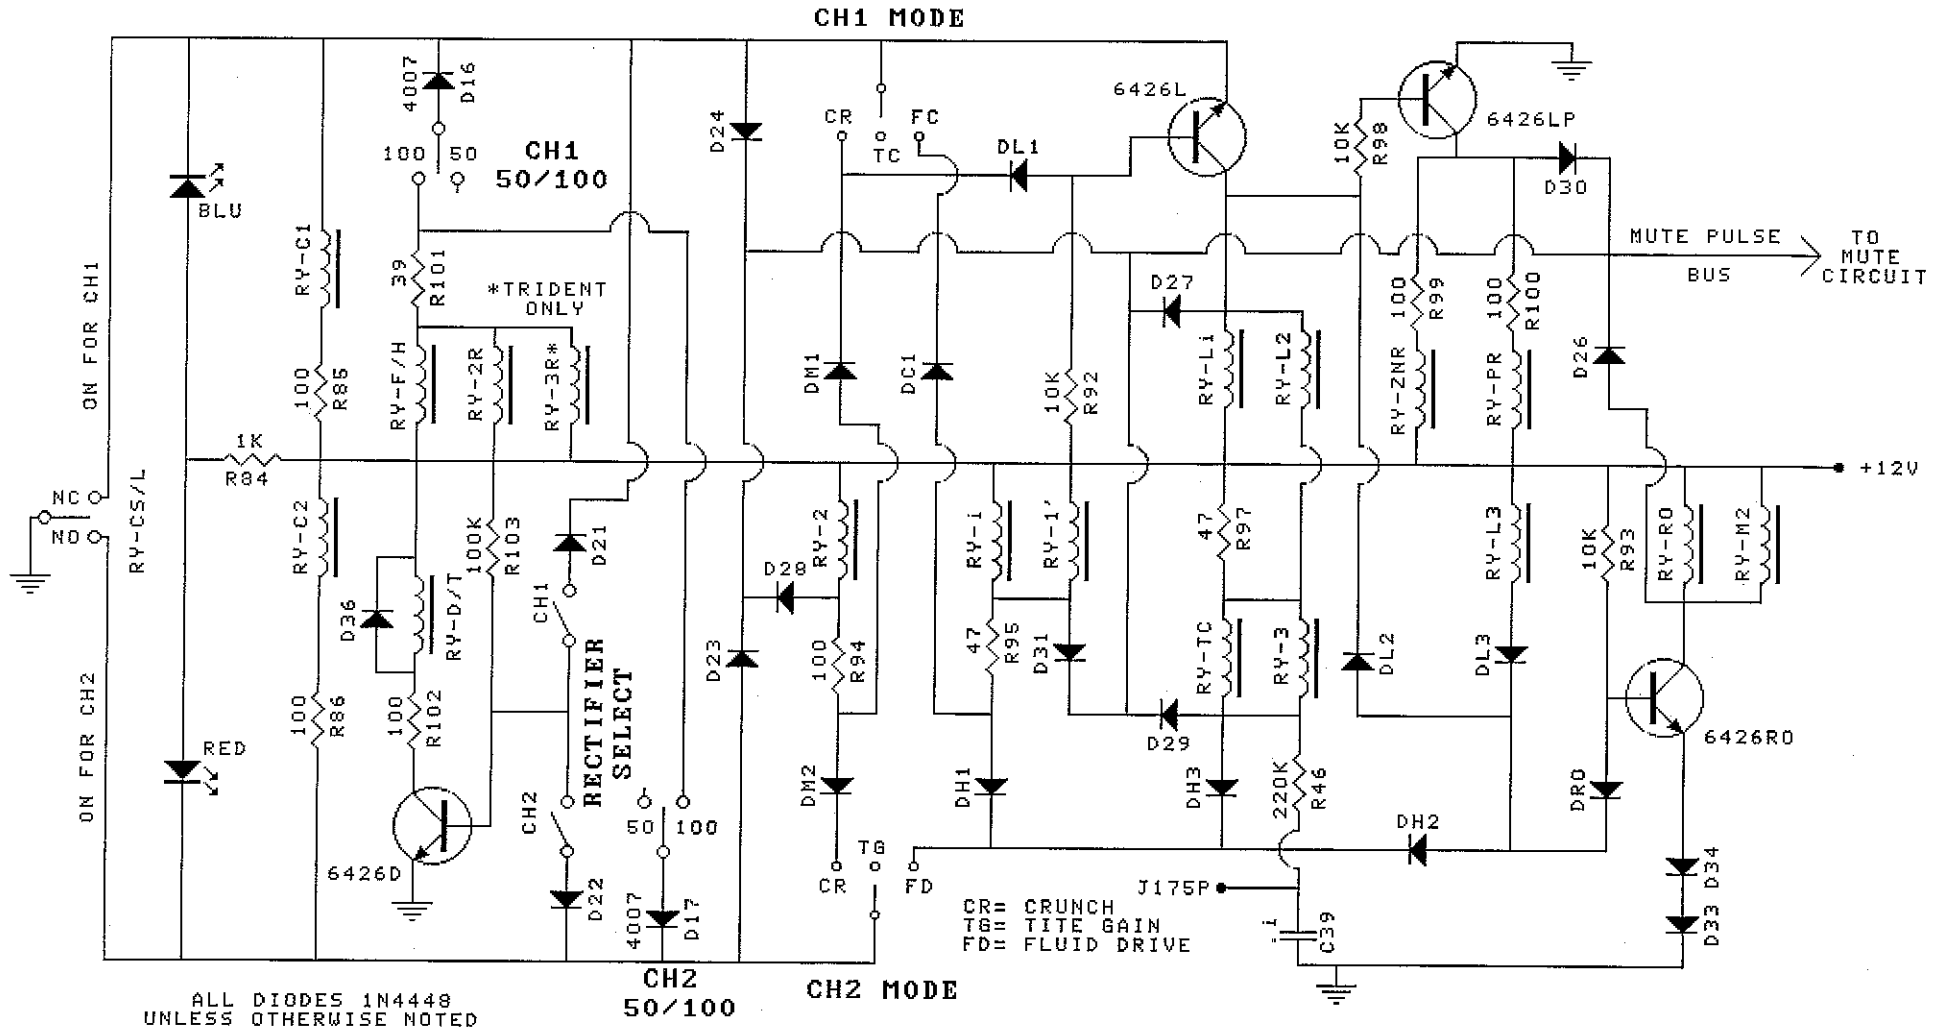 CH1 MODE
4007
D16
100
50
CH1
50/100
BLU
RY-C1
39
R101
*TRIDENT
ONLY
D24
CR
TC
FC
DL1
6426L
10K
R98
6426LP
D30
MUTE PULSE
BUS
TO
MUTE
CIRCUIT
ON FOR CH1
100
R85
RY-F/H
RY-2R
RY-3R*
DM1
DC1
10K
R92
D27
RY-Li
RY-L2
100
R99
100
R100
RY-ZNR
RY-PR
D26
1K
R84
+12V
NC
NO
RY-CS/L
RY-C2
100K
R103
D21
D28
RY-2
RY-i
RY-1'
47
R97
RY-L3
10K
R93
RY-RO
RY-M2
D36
RY-D/T
CH1
RECTIFIER
SELECT
D23
100
R94
47
R95
D31
RY-TC
RY-3
DL2
DL3
ON FOR CH2
RED
100
R86
100
R102
CH2
50
100
DM2
DH1
D29
DH3
220K
R46
DH2
DRO
6426RO
6426D
D22
4007
D17
CR
TG
FD
J175P
.i
C39
D34
D33
CR= CRUNCH
TG= TITE GAIN
FD= FLUID DRIVE
CH2
50/100
CH2 MODE
ALL DIODES 1N4448
UNLESS OTHERWISE NOTED